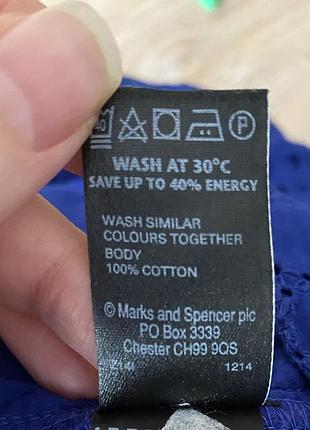 40 P
WASH AT 30°C
SAVE UP TO 40% ENERGY
WASH SIMILAR
COLOURS TOGETHER
BODY
100% COTTON
© Marks and Spencer plc
PO Box 3339
Chester CH99 9QS
1214